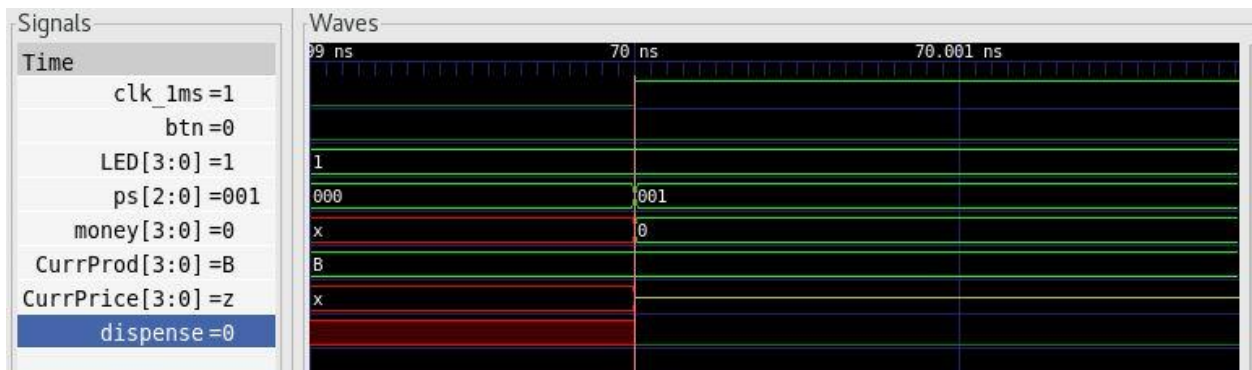 Signals
Waves
Time
99 ns 70 ns 70.001 ns
clk_1ms =1
btn =0
LED[3:0] =1 1
ps[2:0] =001 000 001
money[3:0] =0 x 0
CurrProd[3:0] =B B
CurrPrice[3:0] =z x
dispense =0